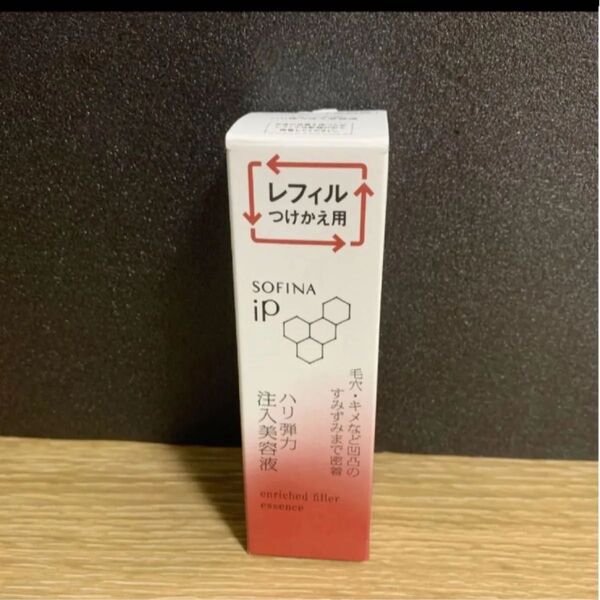 レフィル
つけかえ用
SOFINA
iP
毛穴・キメなど凹凸の
すみずみまで密着
ハリ弾力
注入美容液
enriched filler
essence